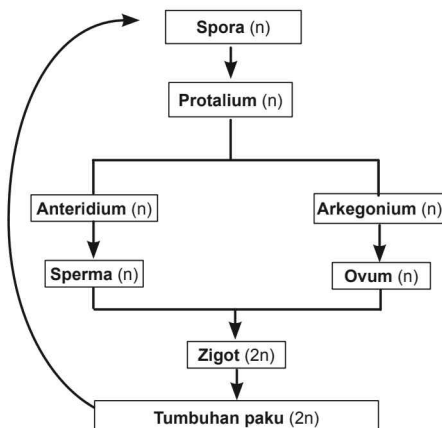 Spora (n)
Protalium (n)
Anteridium (n)
Arkegonium (n)
Sperma (n)
Ovum (n)
Zigot (2n)
Tumbuhan paku (2n)